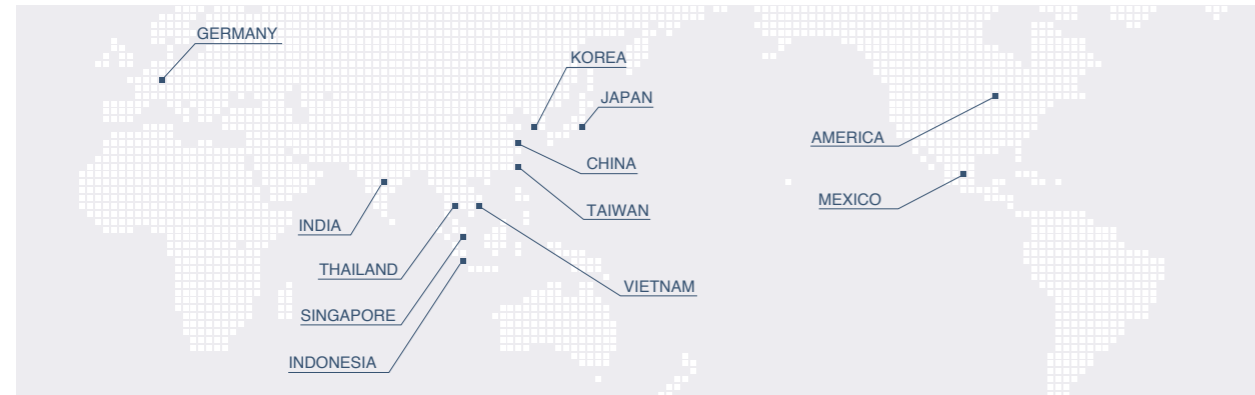 GERMANY
KOREA
JAPAN
AMERICA
CHINA
MEXICO
TAIWAN
INDIA
THAILAND
VIETNAM
SINGAPORE
INDONESIA